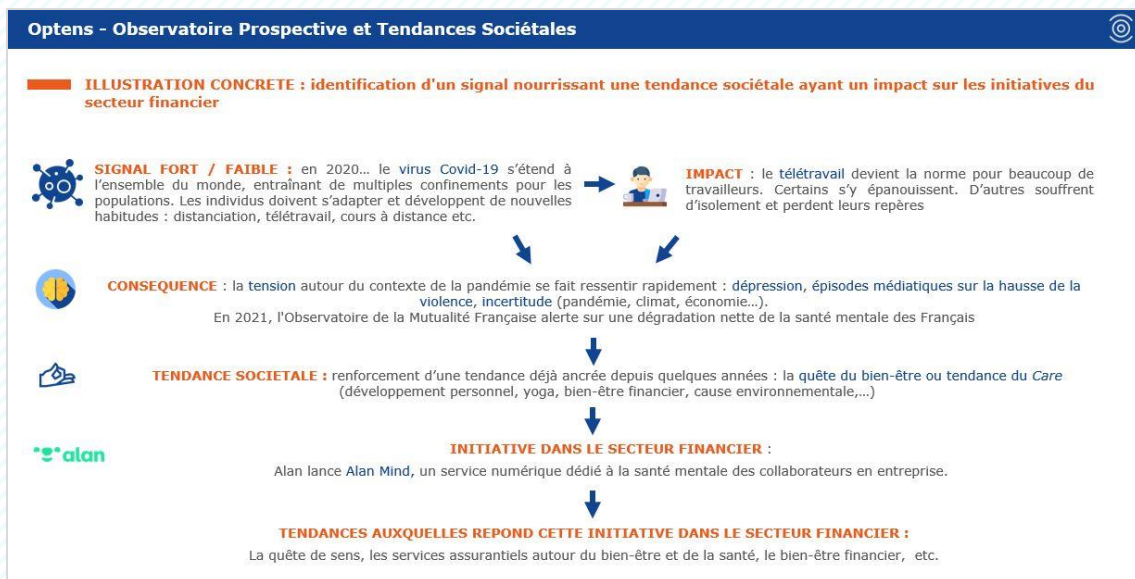 Optens - Observatoire Prospective et Tendances Sociétales
ILLUSTRATION CONCRETE : identification d'un signal nourrissant une tendance sociétale ayant un impact sur les initiatives du
secteur financier
SIGNAL FORT / FAIBLE : en 2020... le virus Covid-19 s’étend à
l’ensemble du monde, entraînant de multiples confinements pour les
populations. Les individus doivent s’adapter et développent de nouvelles
habitudes : distanciation, télétravail, cours à distance etc.
IMPACT : le télétravail devient la norme pour beaucoup de
travailleurs. Certains s’y épanouissent. D’autres souffrent
d’isolement et perdent leurs repères
CONSEQUENCE : la tension autour du contexte de la pandémie se fait ressentir rapidement : dépression, épisodes médiatiques sur la hausse de la
violence, incertitude (pandémie, climat, économie…).
En 2021, l'Observatoire de la Mutualité Française alerte sur une dégradation nette de la santé mentale des Français
TENDANCE SOCIETALE : renforcement d’une tendance déjà ancrée depuis quelques années : la quête du bien-être ou tendance du Care
(développement personnel, yoga, bien-être financier, cause environnementale,…)
alan
INITIATIVE DANS LE SECTEUR FINANCIER :
Alan lance Alan Mind, un service numérique dédié à la santé mentale des collaborateurs en entreprise.
TENDANCES AUXQUELLES REPOND CETTE INITIATIVE DANS LE SECTEUR FINANCIER :
La quête de sens, les services assurantiels autour du bien-être et de la santé, le bien-être financier, etc.